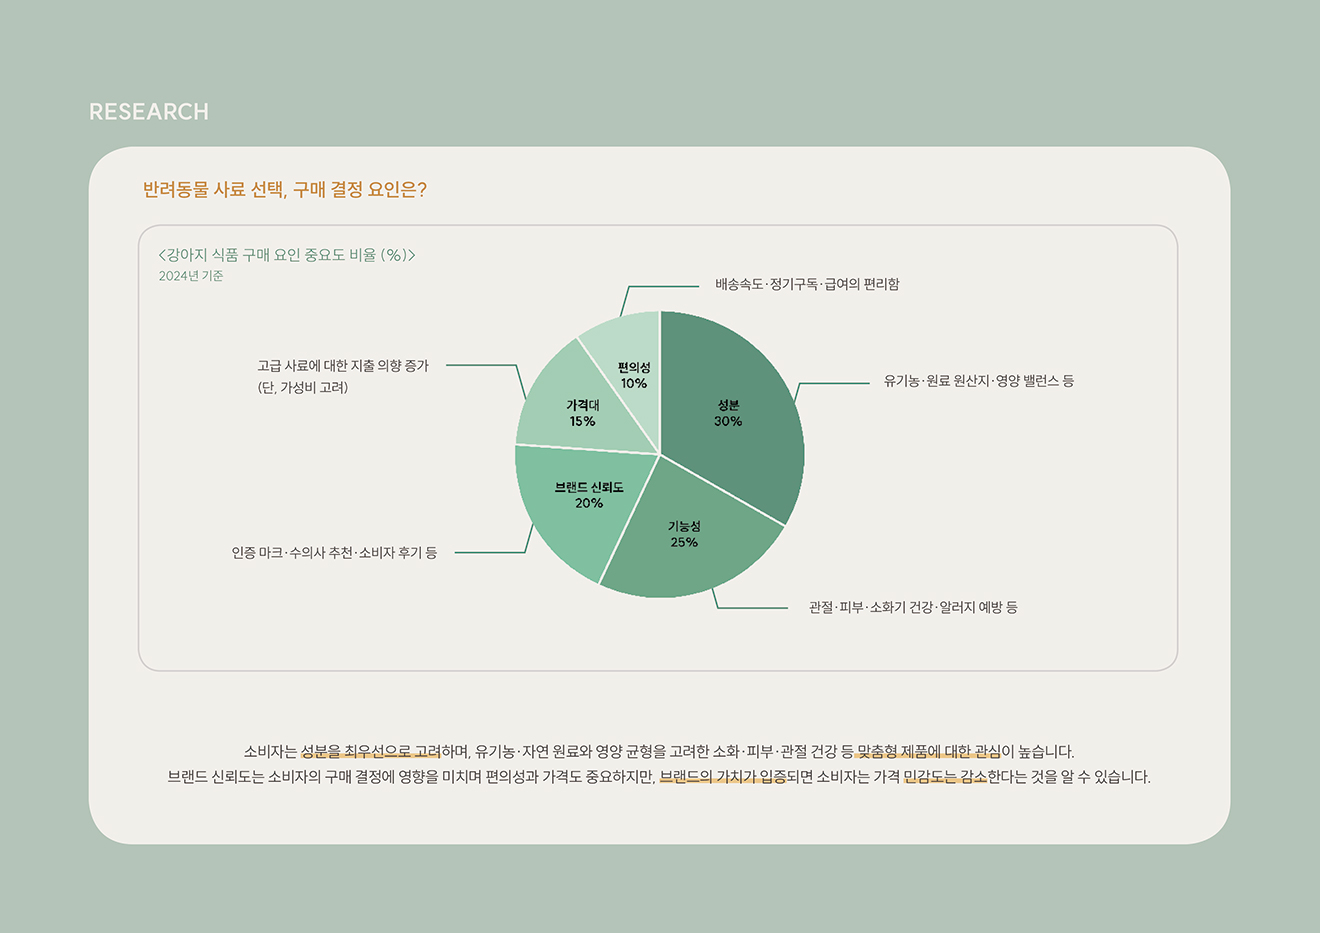 RESEARCH
반려동물 사료 선택, 구매 결정 요인은?
<강아지 식품 구매 요인 중요도 비율 (%)>
2024년 기준
배송속도·정기구독·급여의 편리함
고급 사료에 대한 지출 의향 증가
(단, 가성비 고려)
유기농·원료 원산지·영양 밸런스 등
편의성
10%
가격대
15%
성분
30%
브랜드 신뢰도
20%
기능성
25%
인증 마크·수의사 추천·소비자 후기 등
관절·피부·소화기 건강·알러지 예방 등
소비자는 성분을 최우선으로 고려하며, 유기농·자연 원료와 영양 균형을 고려한 소화·피부·관절 건강 등 맞춤형 제품에 대한 관심이 높습니다.
브랜드 신뢰도는 소비자의 구매 결정에 영향을 미치며 편의성과 가격도 중요하지만, 브랜드의 가치가 입증되면 소비자는 가격 민감도는 감소한다는 것을 알 수 있습니다.